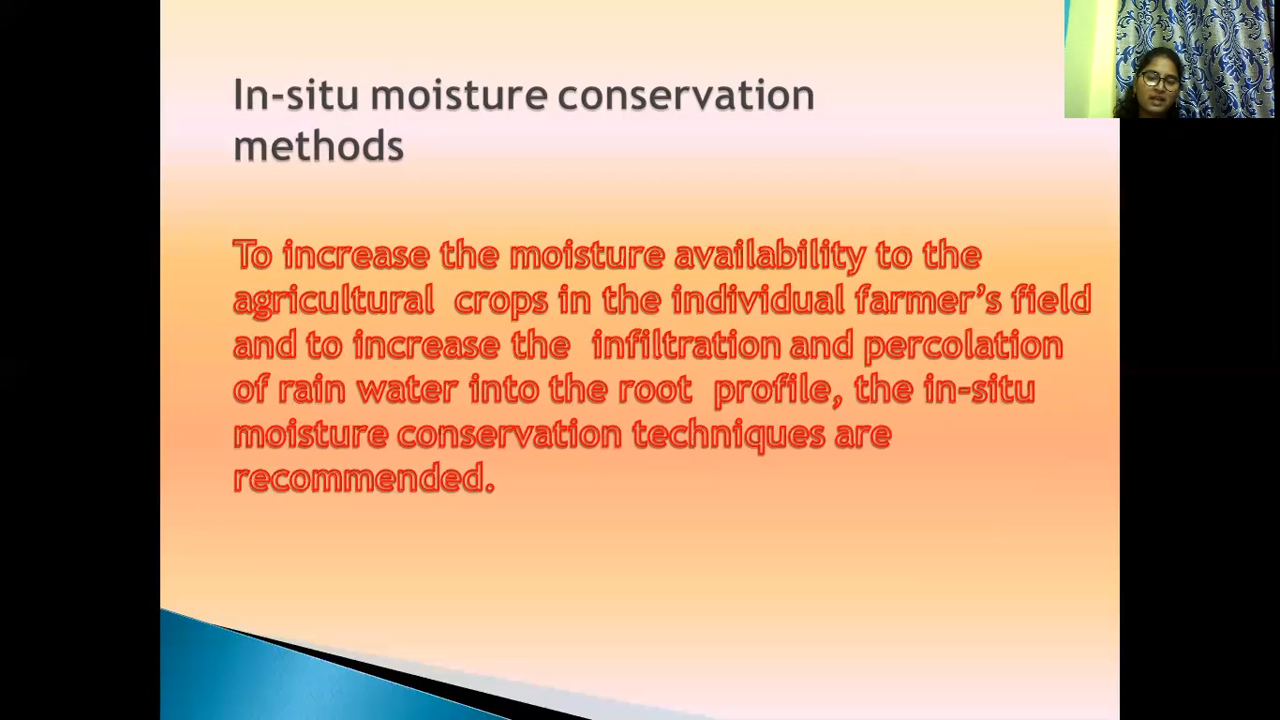 In-situ moisture conservation
methods
To increase the moisture availability to the
agricultural crops in the individual farmer’s field
and to increase the infiltration and percolation
of rain water into the root profile, the in-situ
moisture conservation techniques are
recommended.